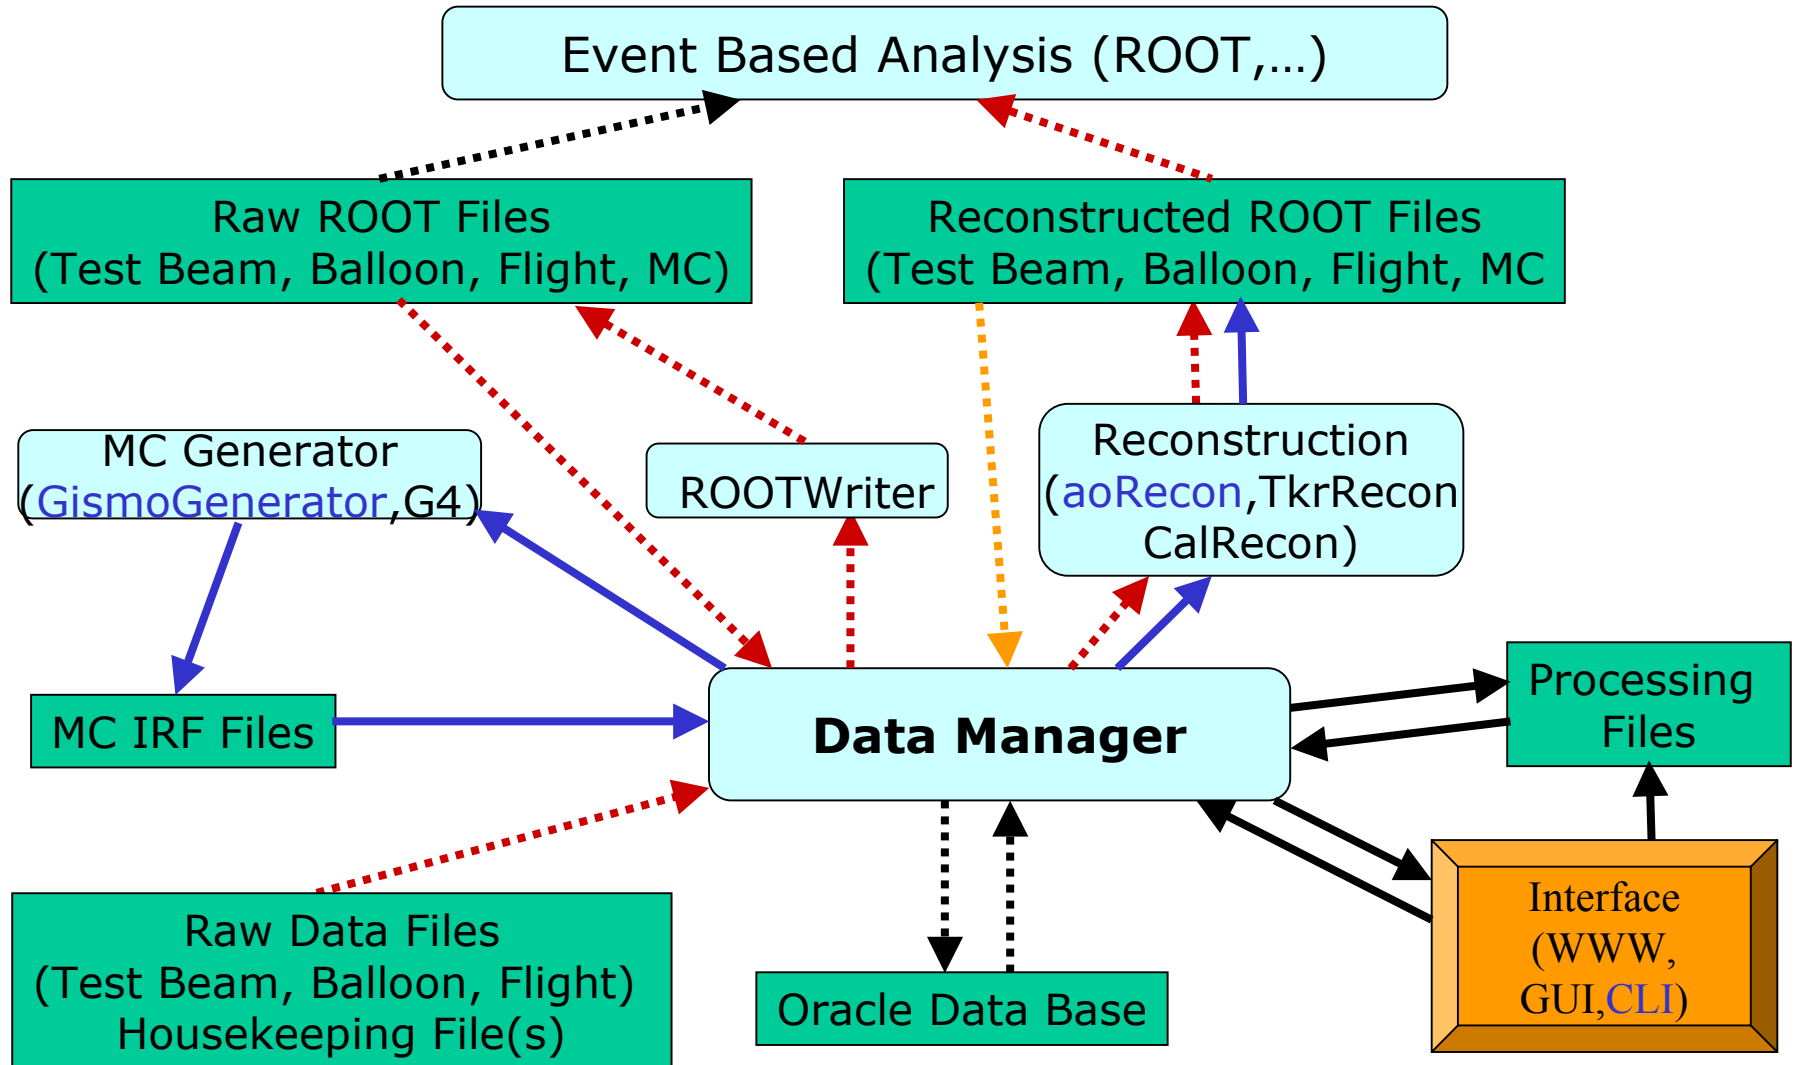 Event Based Analysis (ROOT,...)
Raw ROOT Files
(Test Beam, Balloon, Flight, MC)
Reconstructed ROOT Files
(Test Beam, Balloon, Flight, MC
MC Generator
(GismoGenerator,G4)
ROOTWriter
Reconstruction
(aoRecon,TkrRecon
CalRecon)
MC IRF Files
Data Manager
Processing
Files
Raw Data Files
(Test Beam, Balloon, Flight)
Housekeeping File(s)
Oracle Data Base
Interface
(WWW,
GUI,CLI)